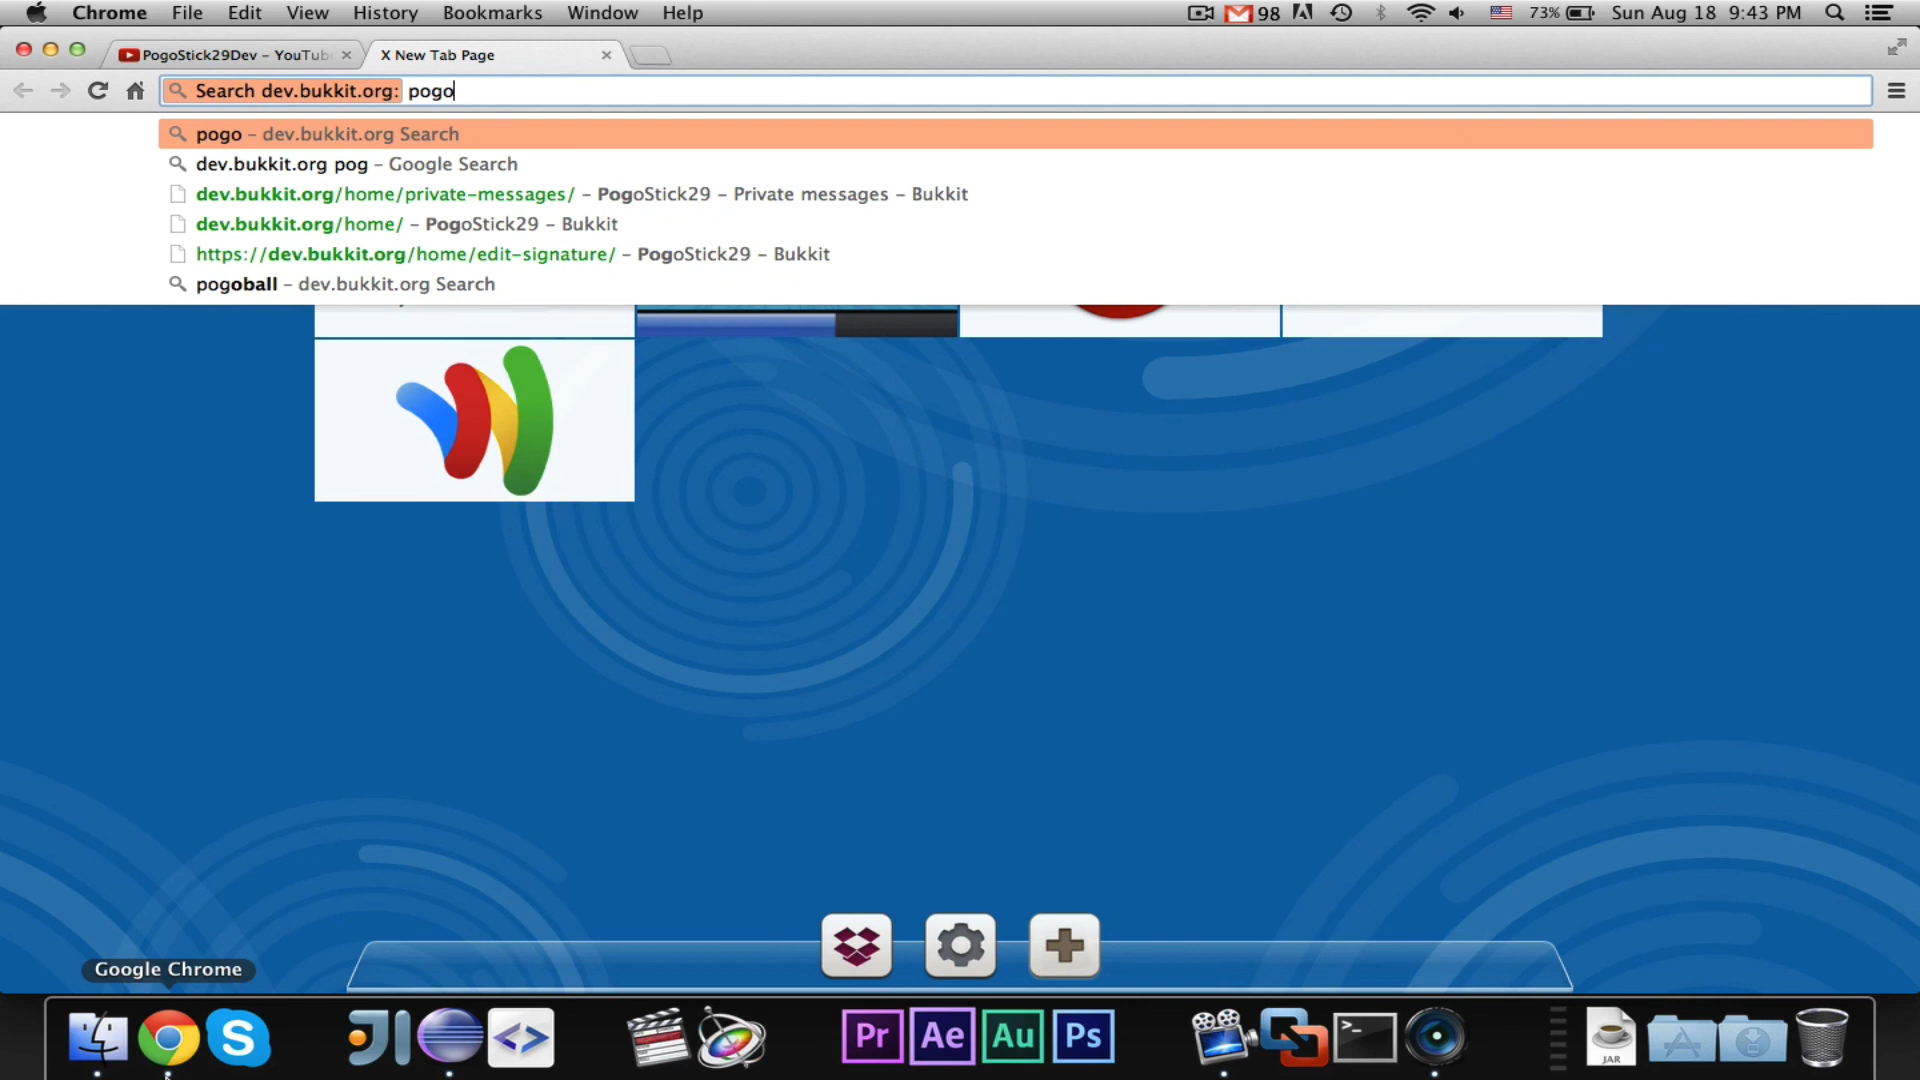 Chrome File Edit View History Bookmarks Window Help 98 73% Sun Aug 18 9:43 PM
PogoStick29Dev – YouTub X New Tab Page
Search dev.bukkit.org: pogo
pogo – dev.bukkit.org Search
dev.bukkit.org pog – Google Search
dev.bukkit.org/home/private-messages/ – PogoStick29 – Private messages – Bukkit
dev.bukkit.org/home/ – PogoStick29 – Bukkit
https://dev.bukkit.org/home/edit-signature/ – PogoStick29 – Bukkit
pogoball – dev.bukkit.org Search
Google Chrome
S JI Pr Ae Au Ps >_ JAR